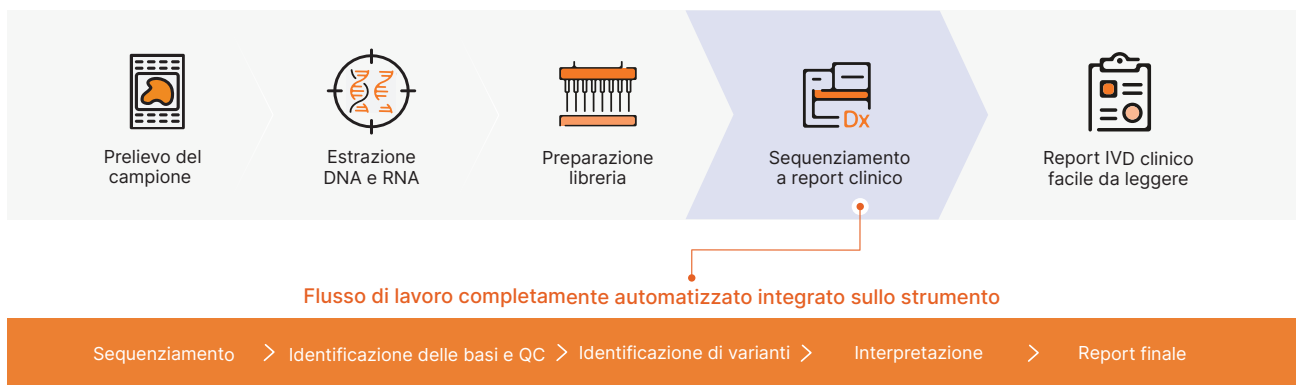 Prelievo del
campione
Estrazione
DNA e RNA
Preparazione
libreria
Dx
Sequenziamento
a report clinico
Report IVD clinico
facile da leggere
Flusso di lavoro completamente automatizzato integrato sullo strumento
Sequenziamento > Identificazione delle basi e QC > Identificazione di varianti > Interpretazione > Report finale